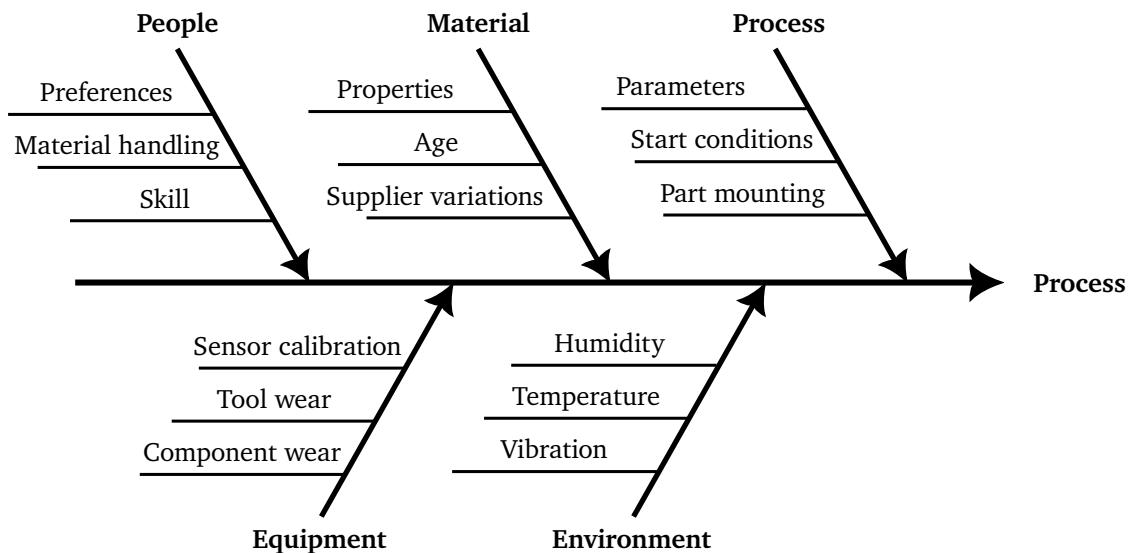 People
Material
Process
Preferences
Material handling
Skill
Properties
Age
Supplier variations
Parameters
Start conditions
Part mounting
Process
Sensor calibration
Tool wear
Component wear
Humidity
Temperature
Vibration
Equipment
Environment